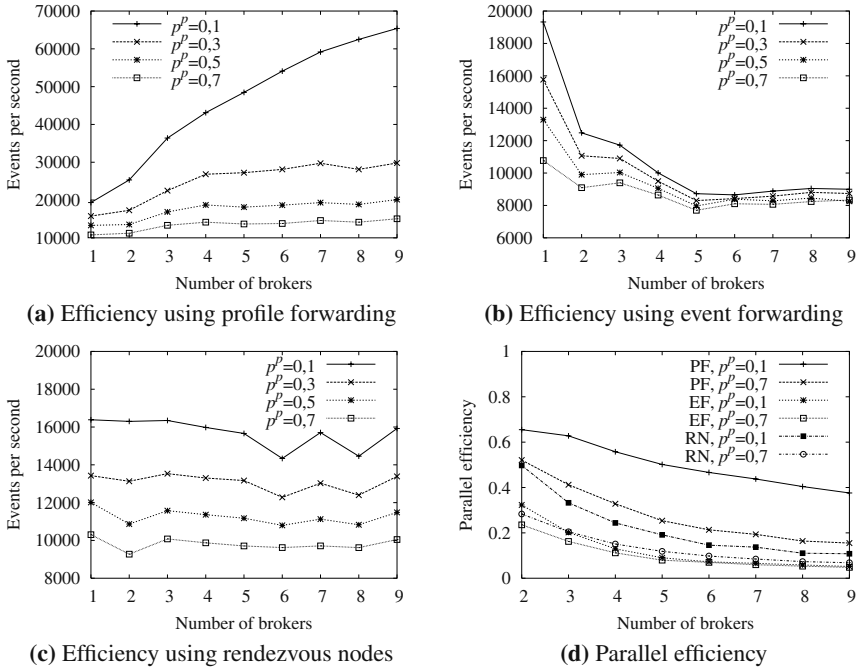 70000
60000
50000
40000
30000
20000
10000
Events per second
p^p=0,1
p^p=0,3
p^p=0,5
p^p=0,7
1 2 3 4 5 6 7 8 9
Number of brokers
(a) Efficiency using profile forwarding
20000
18000
16000
14000
12000
10000
8000
6000
Events per second
p^p=0,1
p^p=0,3
p^p=0,5
p^p=0,7
1 2 3 4 5 6 7 8 9
Number of brokers
(b) Efficiency using event forwarding
20000
18000
16000
14000
12000
10000
8000
Events per second
p^p=0,1
p^p=0,3
p^p=0,5
p^p=0,7
1 2 3 4 5 6 7 8 9
Number of brokers
(c) Efficiency using rendezvous nodes
1
0.8
0.6
0.4
0.2
0
Parallel efficiency
PF, p^p=0,1
PF, p^p=0,7
EF, p^p=0,1
EF, p^p=0,7
RN, p^p=0,1
RN, p^p=0,7
2 3 4 5 6 7 8 9
Number of brokers
(d) Parallel efficiency